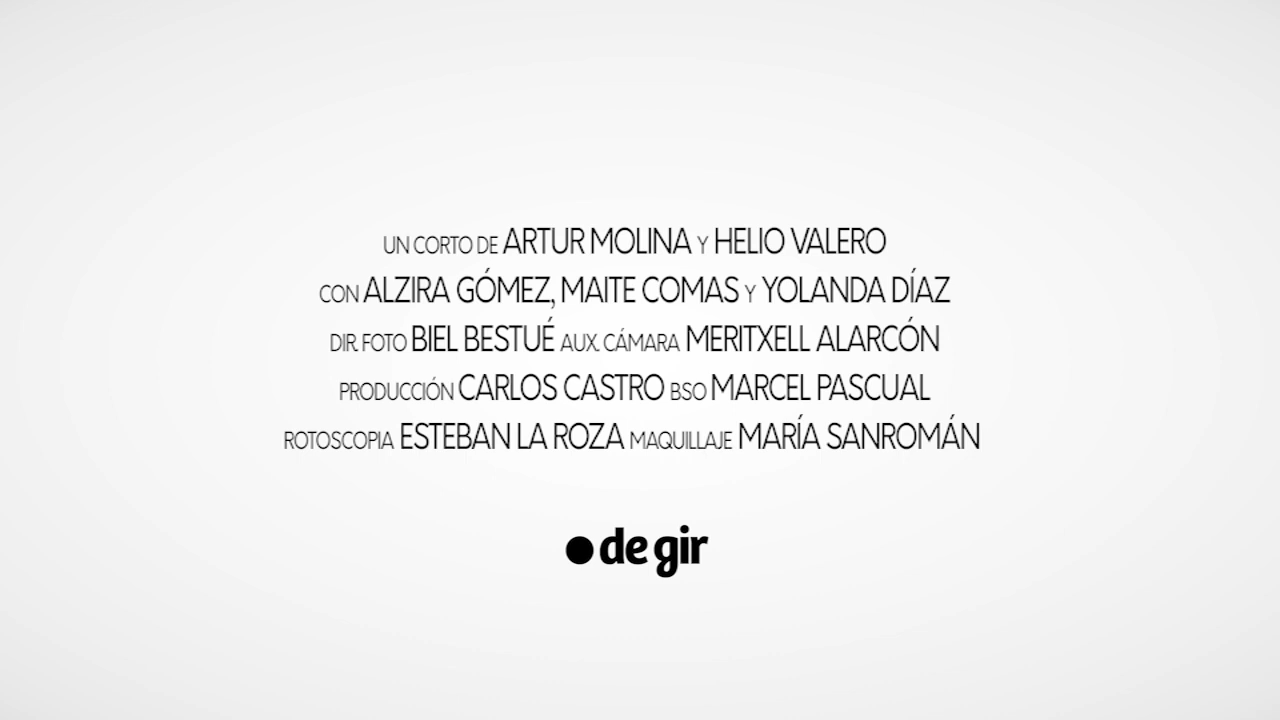 UN CORTO DE ARTUR MOLINA Y HELIO VALERO
CON ALZIRA GÓMEZ, MAITE COMAS Y YOLANDA DÍAZ
DIR. FOTO BIEL BESTUÉ AUX. CÁMARA MERITXELL ALARCÓN
PRODUCCIÓN CARLOS CASTRO BSO MARCEL PASCUAL
ROTOSCOPIA ESTEBAN LA ROZA MAQUILLAJE MARÍA SANROMÁN
de gir